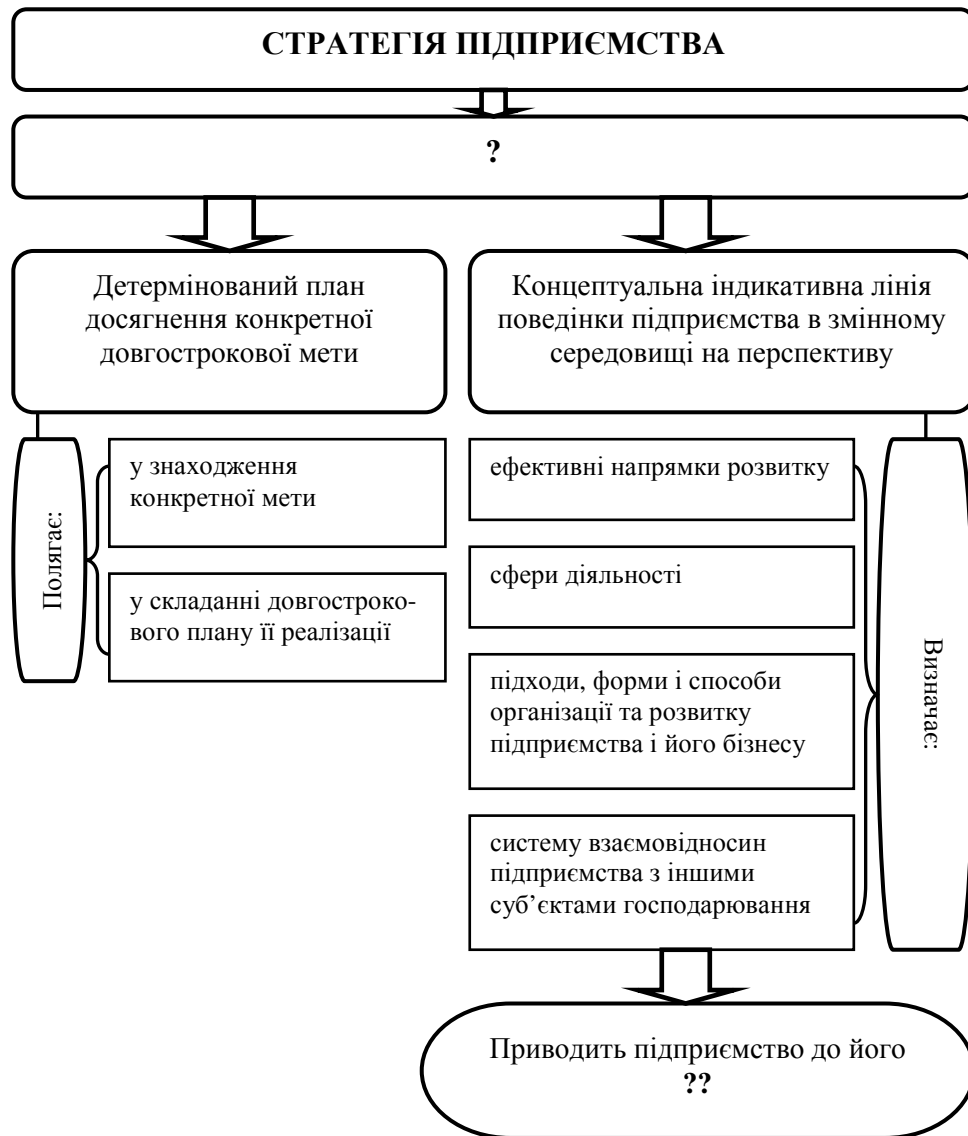 СТРАТЕГІЯ ПІДПРИЄМСТВА
?
Детермінований план
досягнення конкретної
довгострокової мети
Концептуальна індикативна лінія
поведінки підприємства в змінному
середовищі на перспективу
Полягає:
у знаходження
конкретної мети
у складанні довгостроко-
вого плану її реалізації
ефективні напрямки розвитку
сфери діяльності
підходи, форми і способи
організації та розвитку
підприємства і його бізнесу
систему взаємовідносин
підприємства з іншими
суб’єктами господарювання
Визначає:
Приводить підприємство до його
??